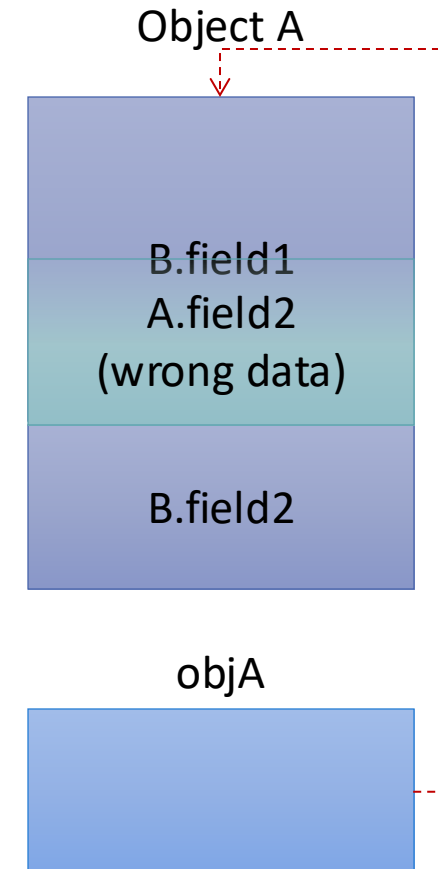 Object A
B.field1
A.field2
(wrong data)
B.field2
objA